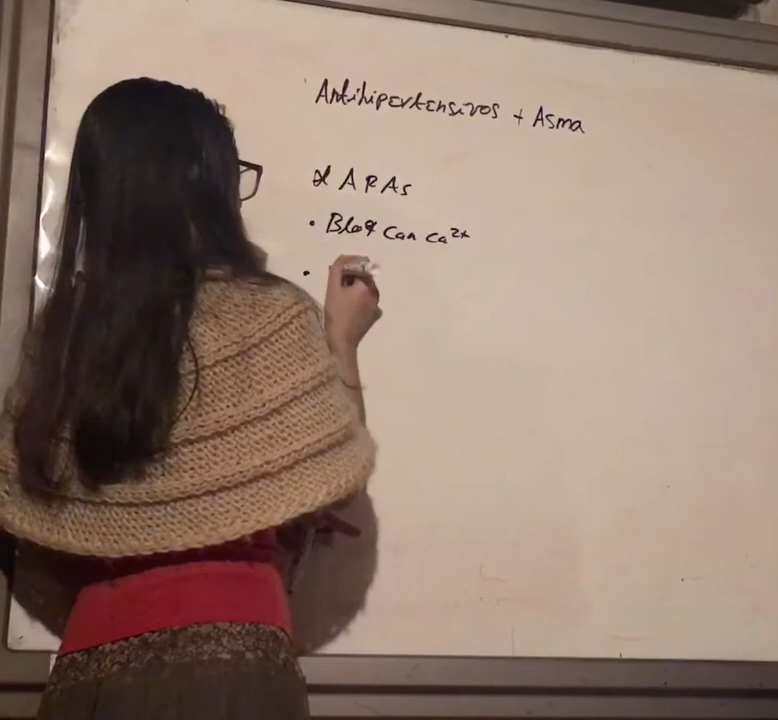 Antihipertensivos + Asma
• ARAs
• Bloq Can Ca²⁺
•